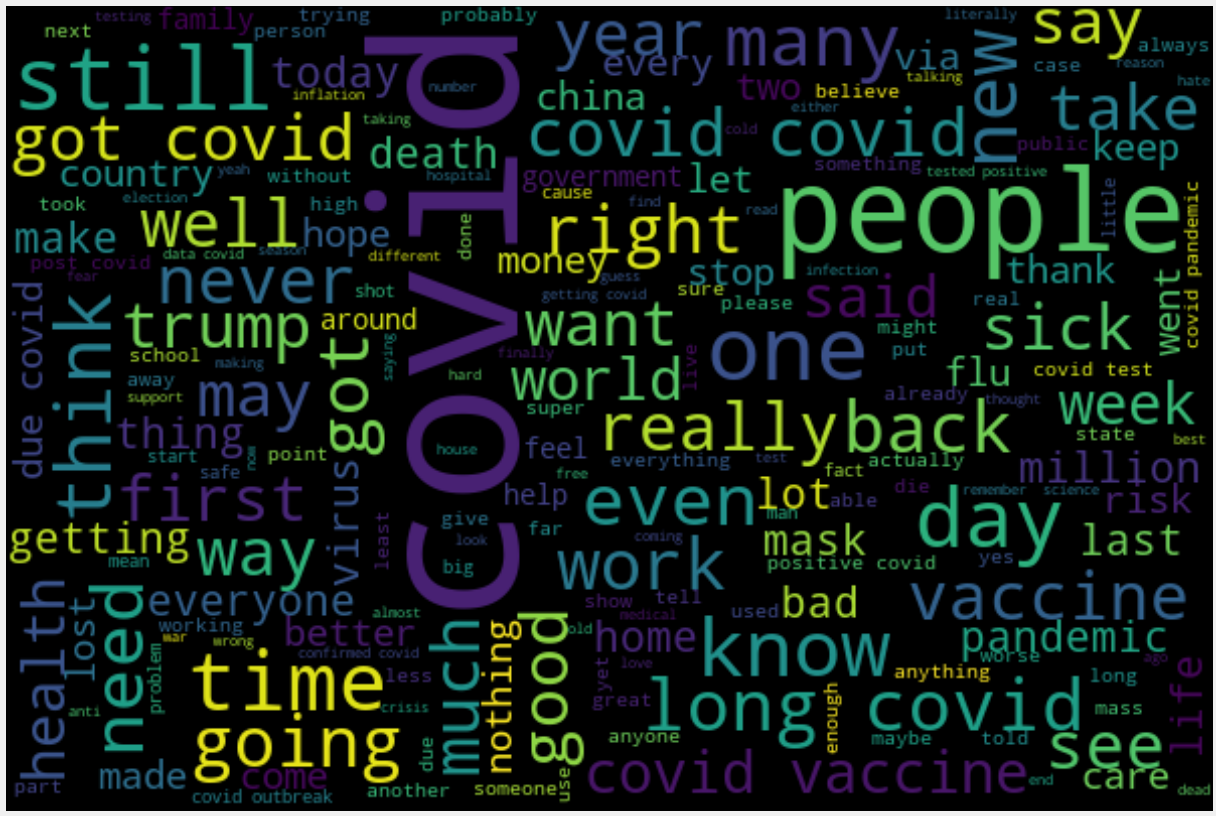 covid
people
still
got covid
year
many
say
testing
family
trying
person
probably
literally
next
today
every
via
always
inflation
number
two
believe
talking
case
reason
hate
new
take
china
either
covid covid
cold
public
keep
taking
death
country
yeah
without
hospital
government
let
something
tested positive
took
election
high
cause
find
read
little
covid pandemic
make
well
hope
done
right
different
data covid
season
post covid
fear
money
guess
stop
infection
thank
never
shot
getting covid
sure
please
said
real
went
due covid
think
trump
around
want
one
might
put
sick
school
making
got
saying
finally
live
flu
covid test
away
support
may
hard
world
already
thought
week
super
really
back
state
best
thing
start
safe
now
point
house
feel
everything
test
fact
actually
million
first
virus
free
help
even
lot
able
die
remember
science
risk
man
day
last
getting
mean
way
least
give
look
big
far
coming
work
mask
positive covid
yes
health
lost
need
everyone
working
war
wrong
almost
show
tell
used
bad
vaccine
medical
better
confirmed covid
much
nothing
good
old
home
know
pandemic
worse
ago
problem
time
less
yet
love
anything
long
anti
crisis
great
long covid
enough
mass
life
going
due
anyone
maybe
told
see
part
made
come
covid outbreak
another
someone
use
covid vaccine
end
care
dead